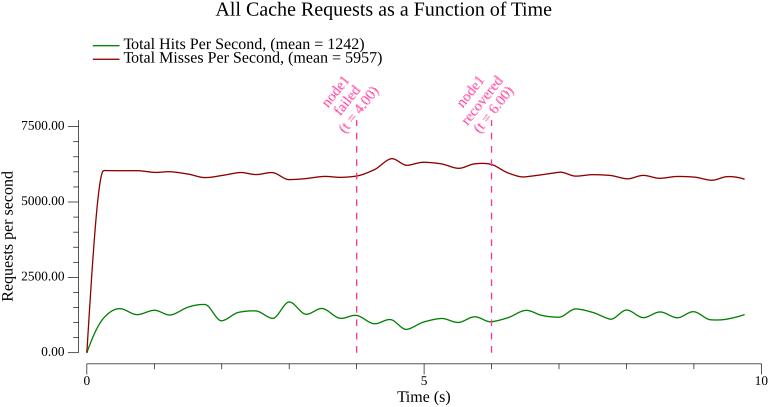 All Cache Requests as a Function of Time
Total Hits Per Second, (mean = 1242)
Total Misses Per Second, (mean = 5957)
node1
failed
(t = 4.00)
node1
recovered
(t = 6.00)
7500.00
5000.00
2500.00
0.00
Requests per second
0
5
10
Time (s)